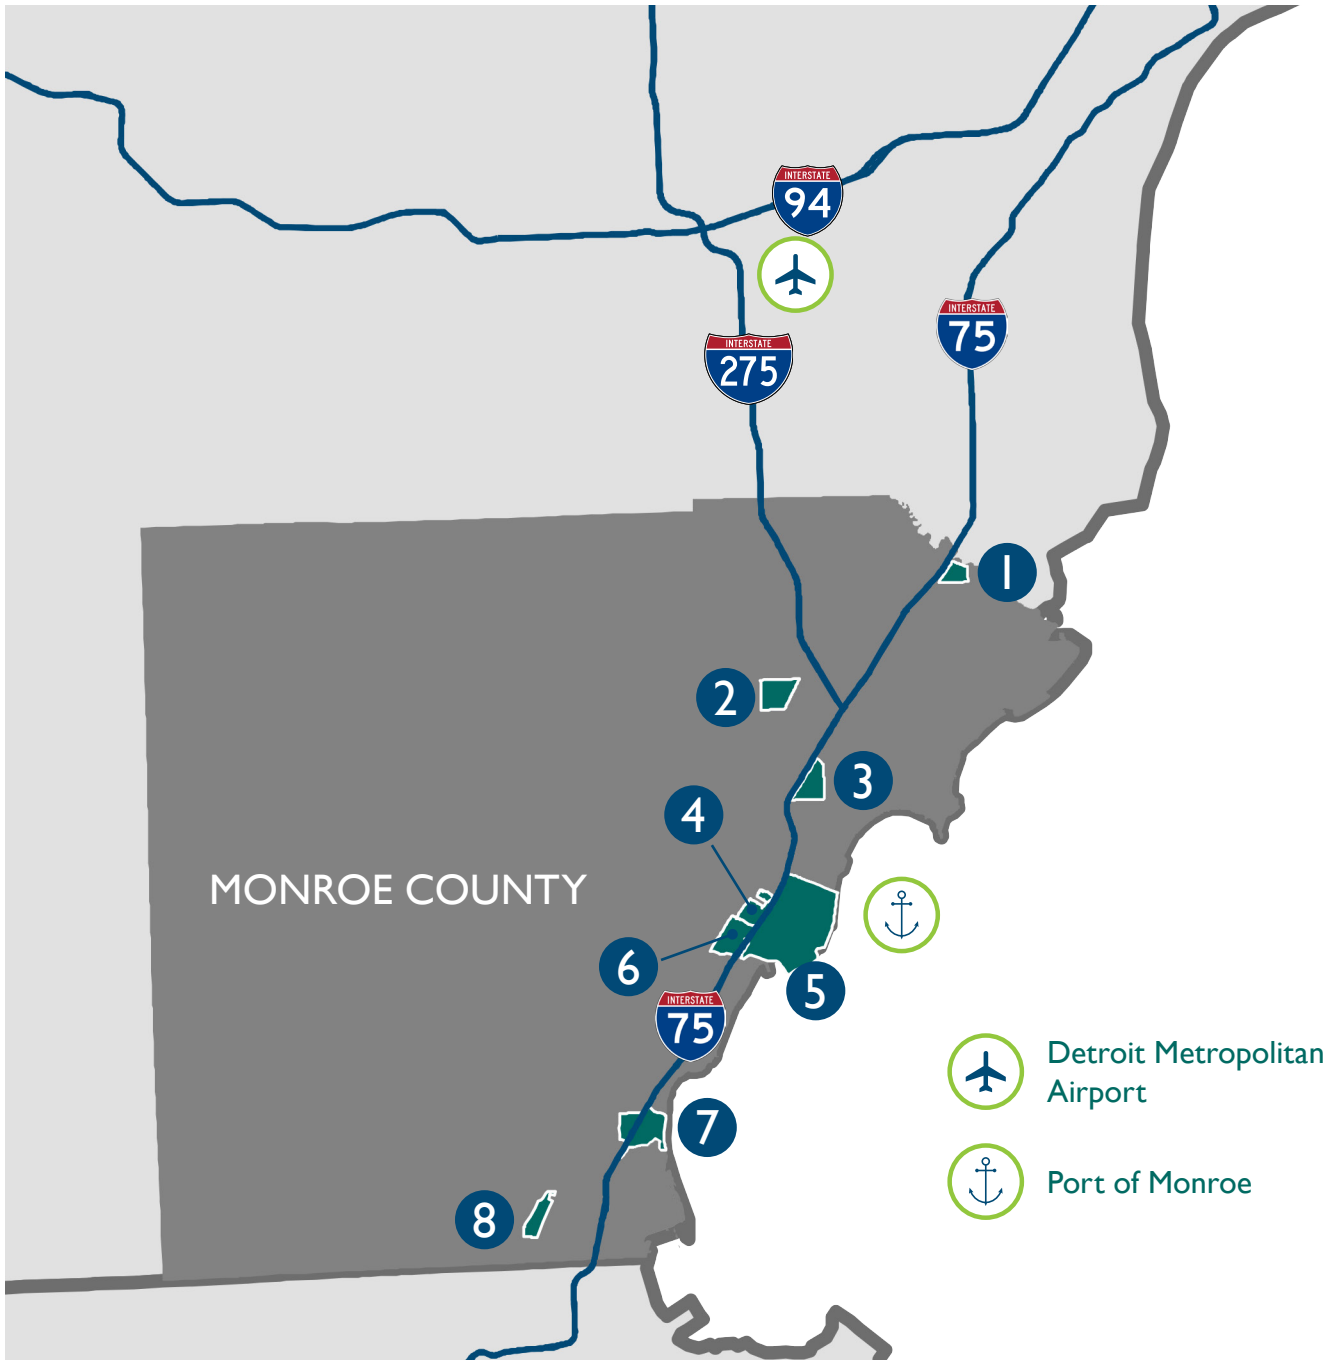 INTERSTATE
94
INTERSTATE
75
INTERSTATE
275
1
2
3
4
MONROE COUNTY
6
5
INTERSTATE
75
Detroit Metropolitan
Airport
7
Port of Monroe
8